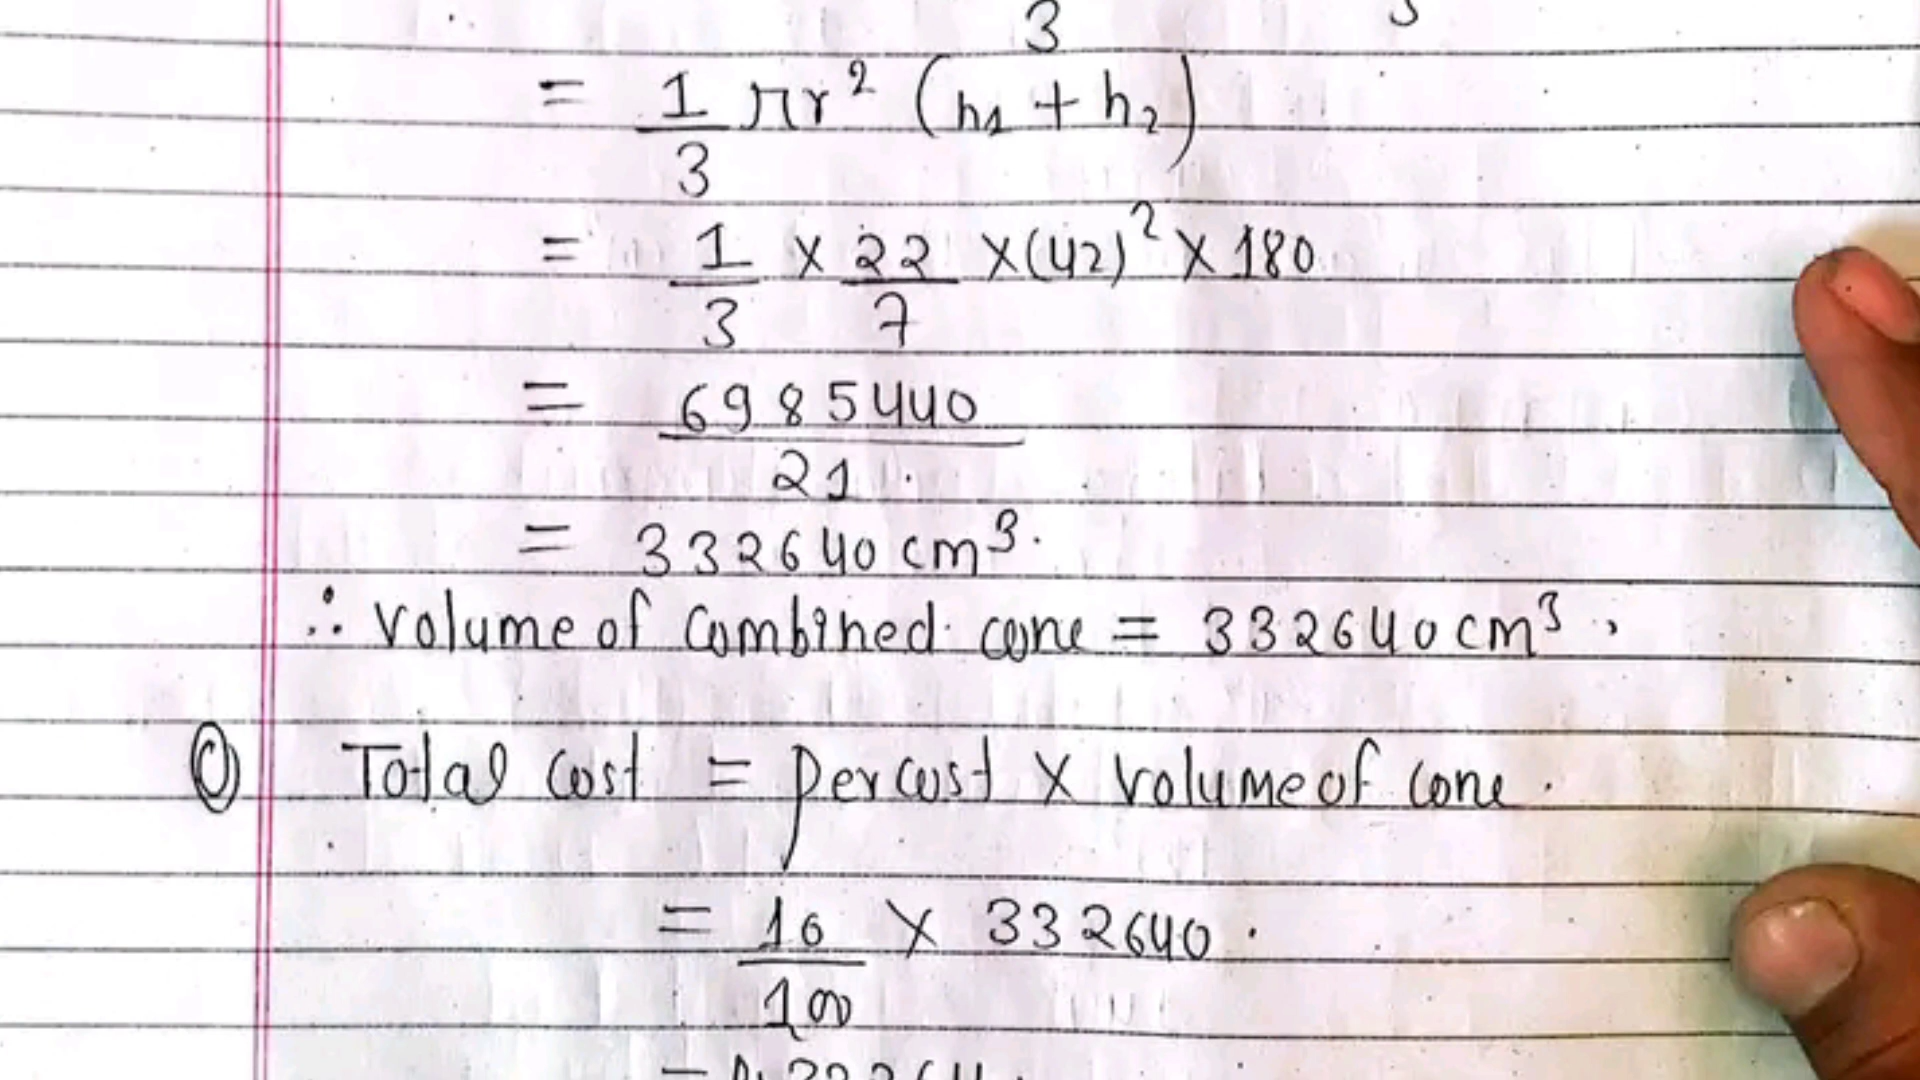 3
= 1/3 πr² (h1 + h2)
= 1/3 × 22/7 × (42)² × 180
= 6985440/21
= 332640 cm³.
∴ volume of combined cone = 332640 cm³.
(c) Total cost = per cost × volume of cone.
= 10/100 × 332640.